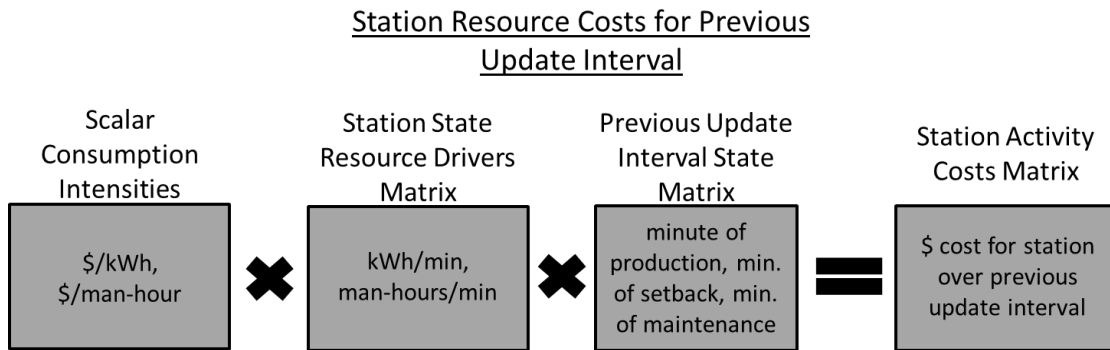 Station Resource Costs for Previous
Update Interval
Scalar
Consumption
Intensities
Station State
Resource Drivers
Matrix
Previous Update
Interval State
Matrix
Station Activity
Costs Matrix
$/kWh,
$/man-hour
kWh/min,
man-hours/min
minute of
production, min.
of setback, min.
of maintenance
$ cost for station
over previous
update interval